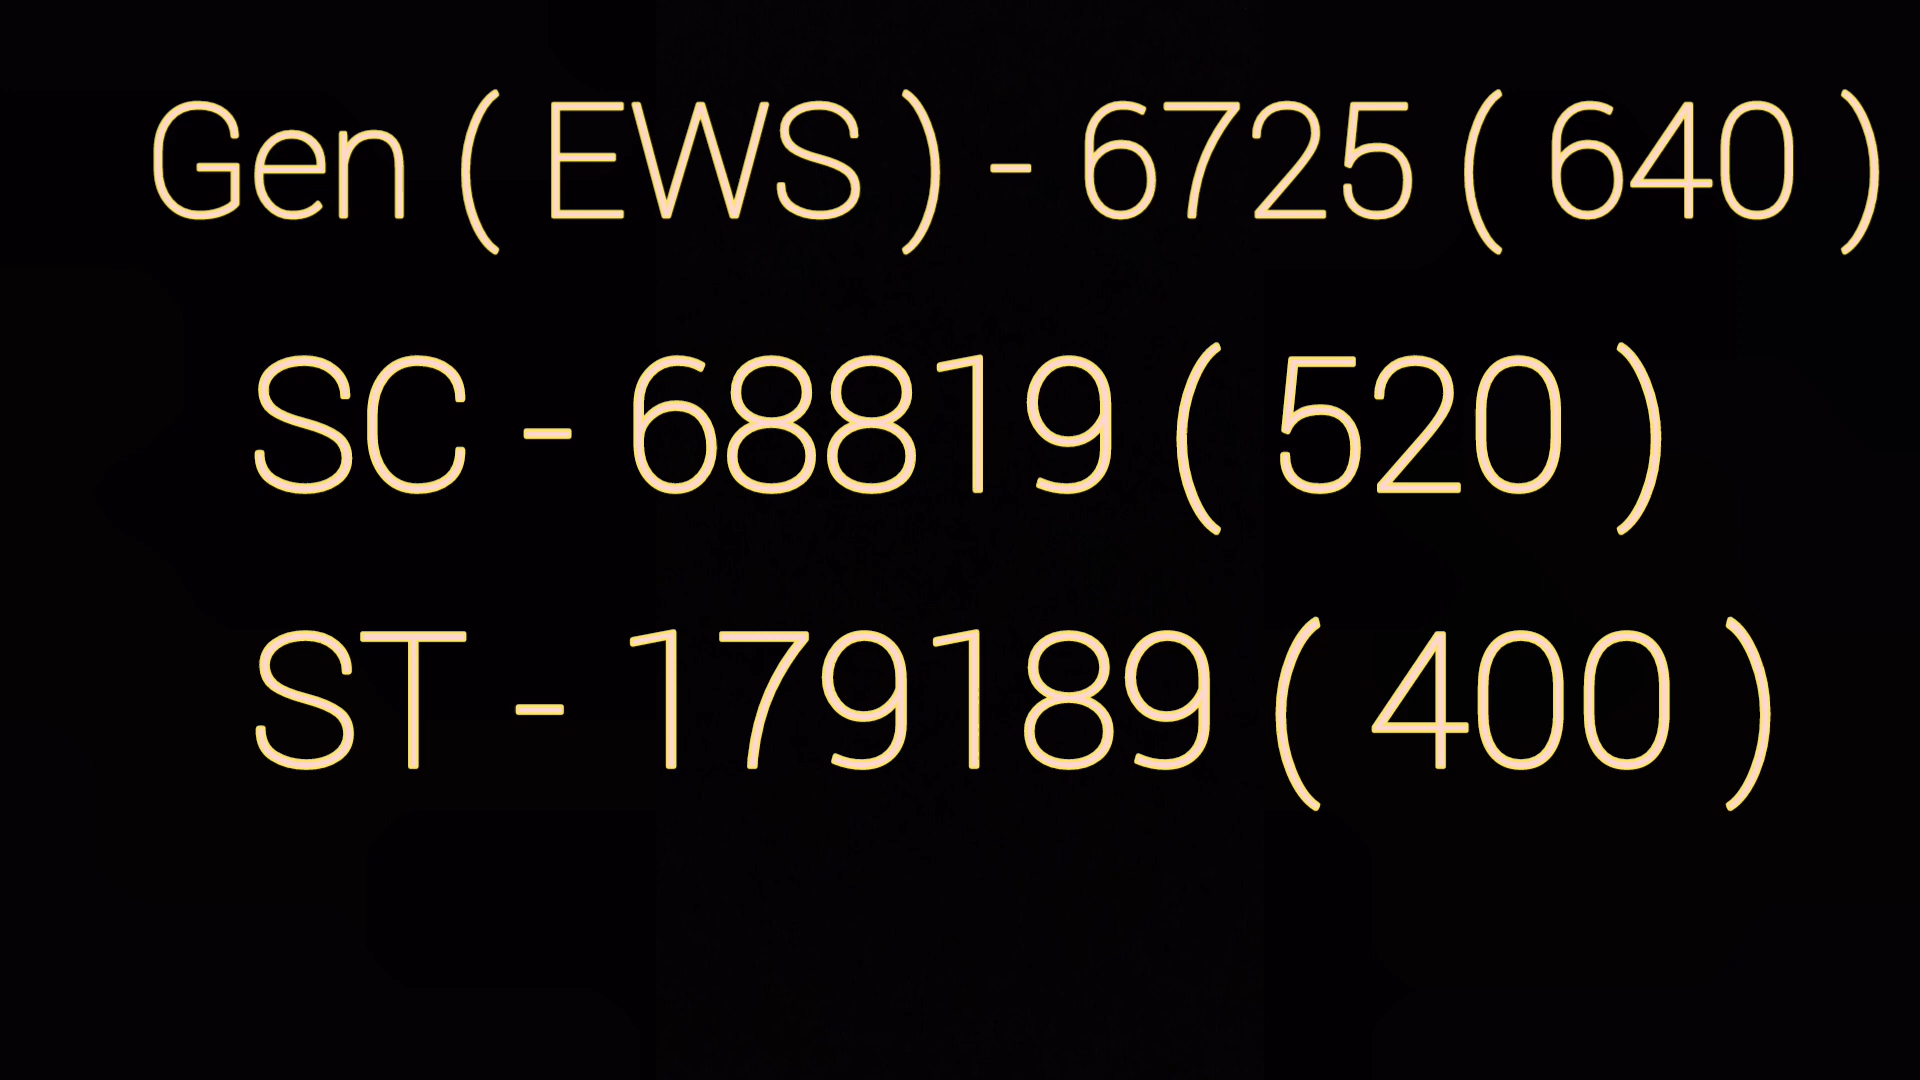 Gen ( EWS ) - 6725 ( 640 )
SC - 68819 ( 520 )
ST - 179189 ( 400 )